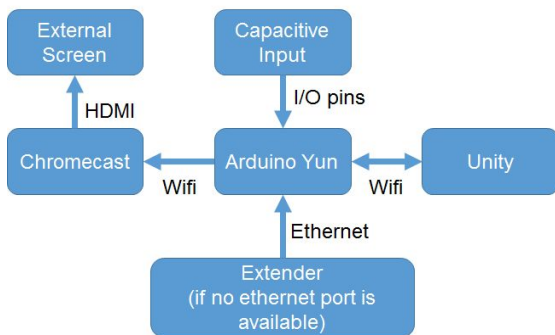 External
Screen
Capacitive
Input
HDMI
I/O pins
Chromecast
Arduino Yun
Unity
Wifi
Wifi
Ethernet
Extender
(if no ethernet port is
available)